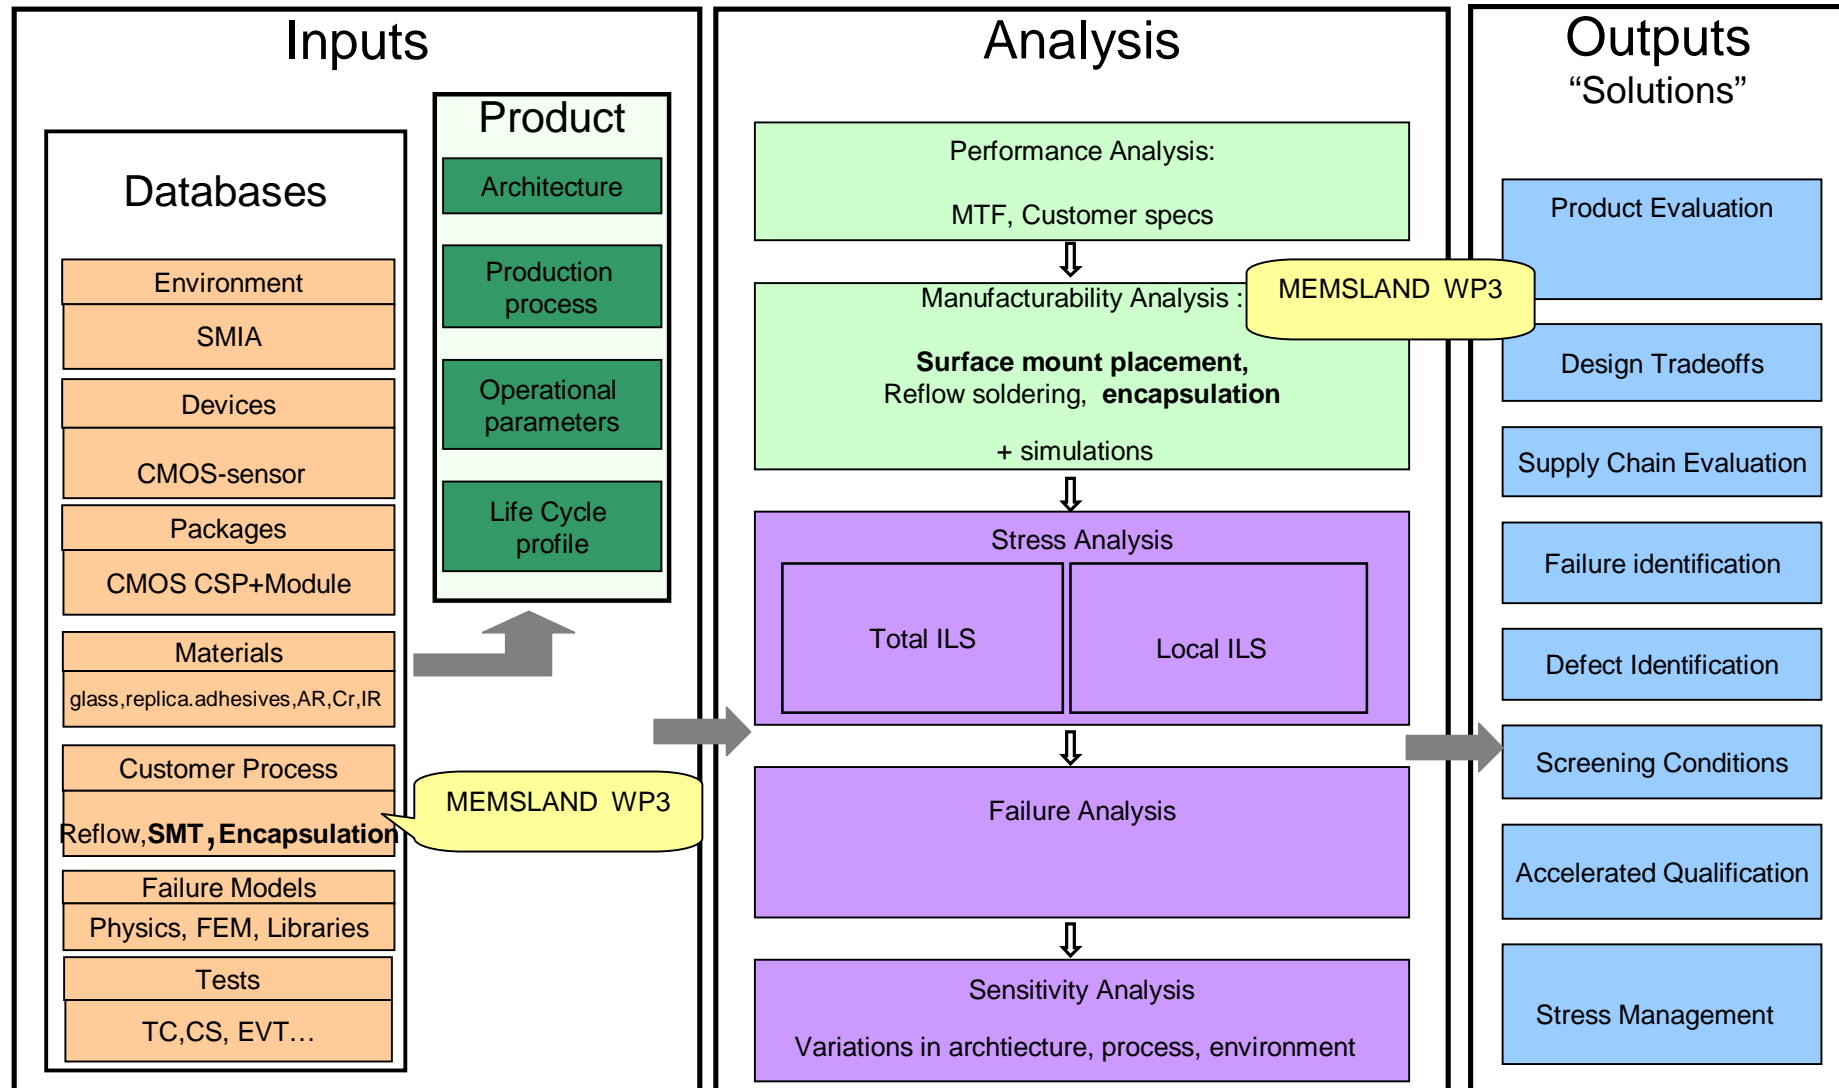 Inputs
Databases
Environment
SMIA
Devices
CMOS-sensor
Packages
CMOS CSP+Module
Materials
glass,replica.adhesives,AR,Cr,IR
Customer Process
Reflow,SMT,Encapsulation
Failure Models
Physics, FEM, Libraries
Tests
TC,CS, EVT…
Product
Architecture
Production
process
Operational
parameters
Life Cycle
profile
MEMSLAND WP3
Analysis
Performance Analysis:
MTF, Customer specs
Manufacturability Analysis :
Surface mount placement,
Reflow soldering, encapsulation
+ simulations
MEMSLAND WP3
Stress Analysis
Total ILS
Local ILS
Failure Analysis
Sensitivity Analysis
Variations in archtiecture, process, environment
Outputs
“Solutions”
Product Evaluation
Design Tradeoffs
Supply Chain Evaluation
Failure identification
Defect Identification
Screening Conditions
Accelerated Qualification
Stress Management